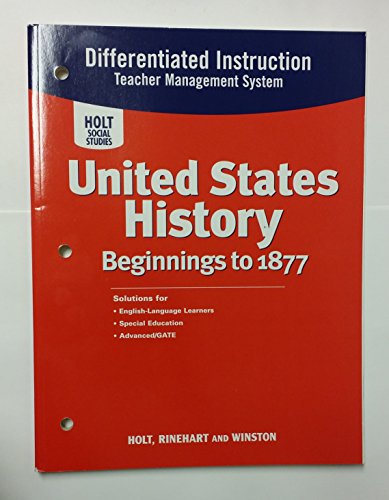 Differentiated Instruction
Teacher Management System
HOLT
SOCIAL
STUDIES
United States
History
Beginnings to 1877
Solutions for
• English-Language Learners
• Special Education
• Advanced/GATE
HOLT, RINEHART AND WINSTON